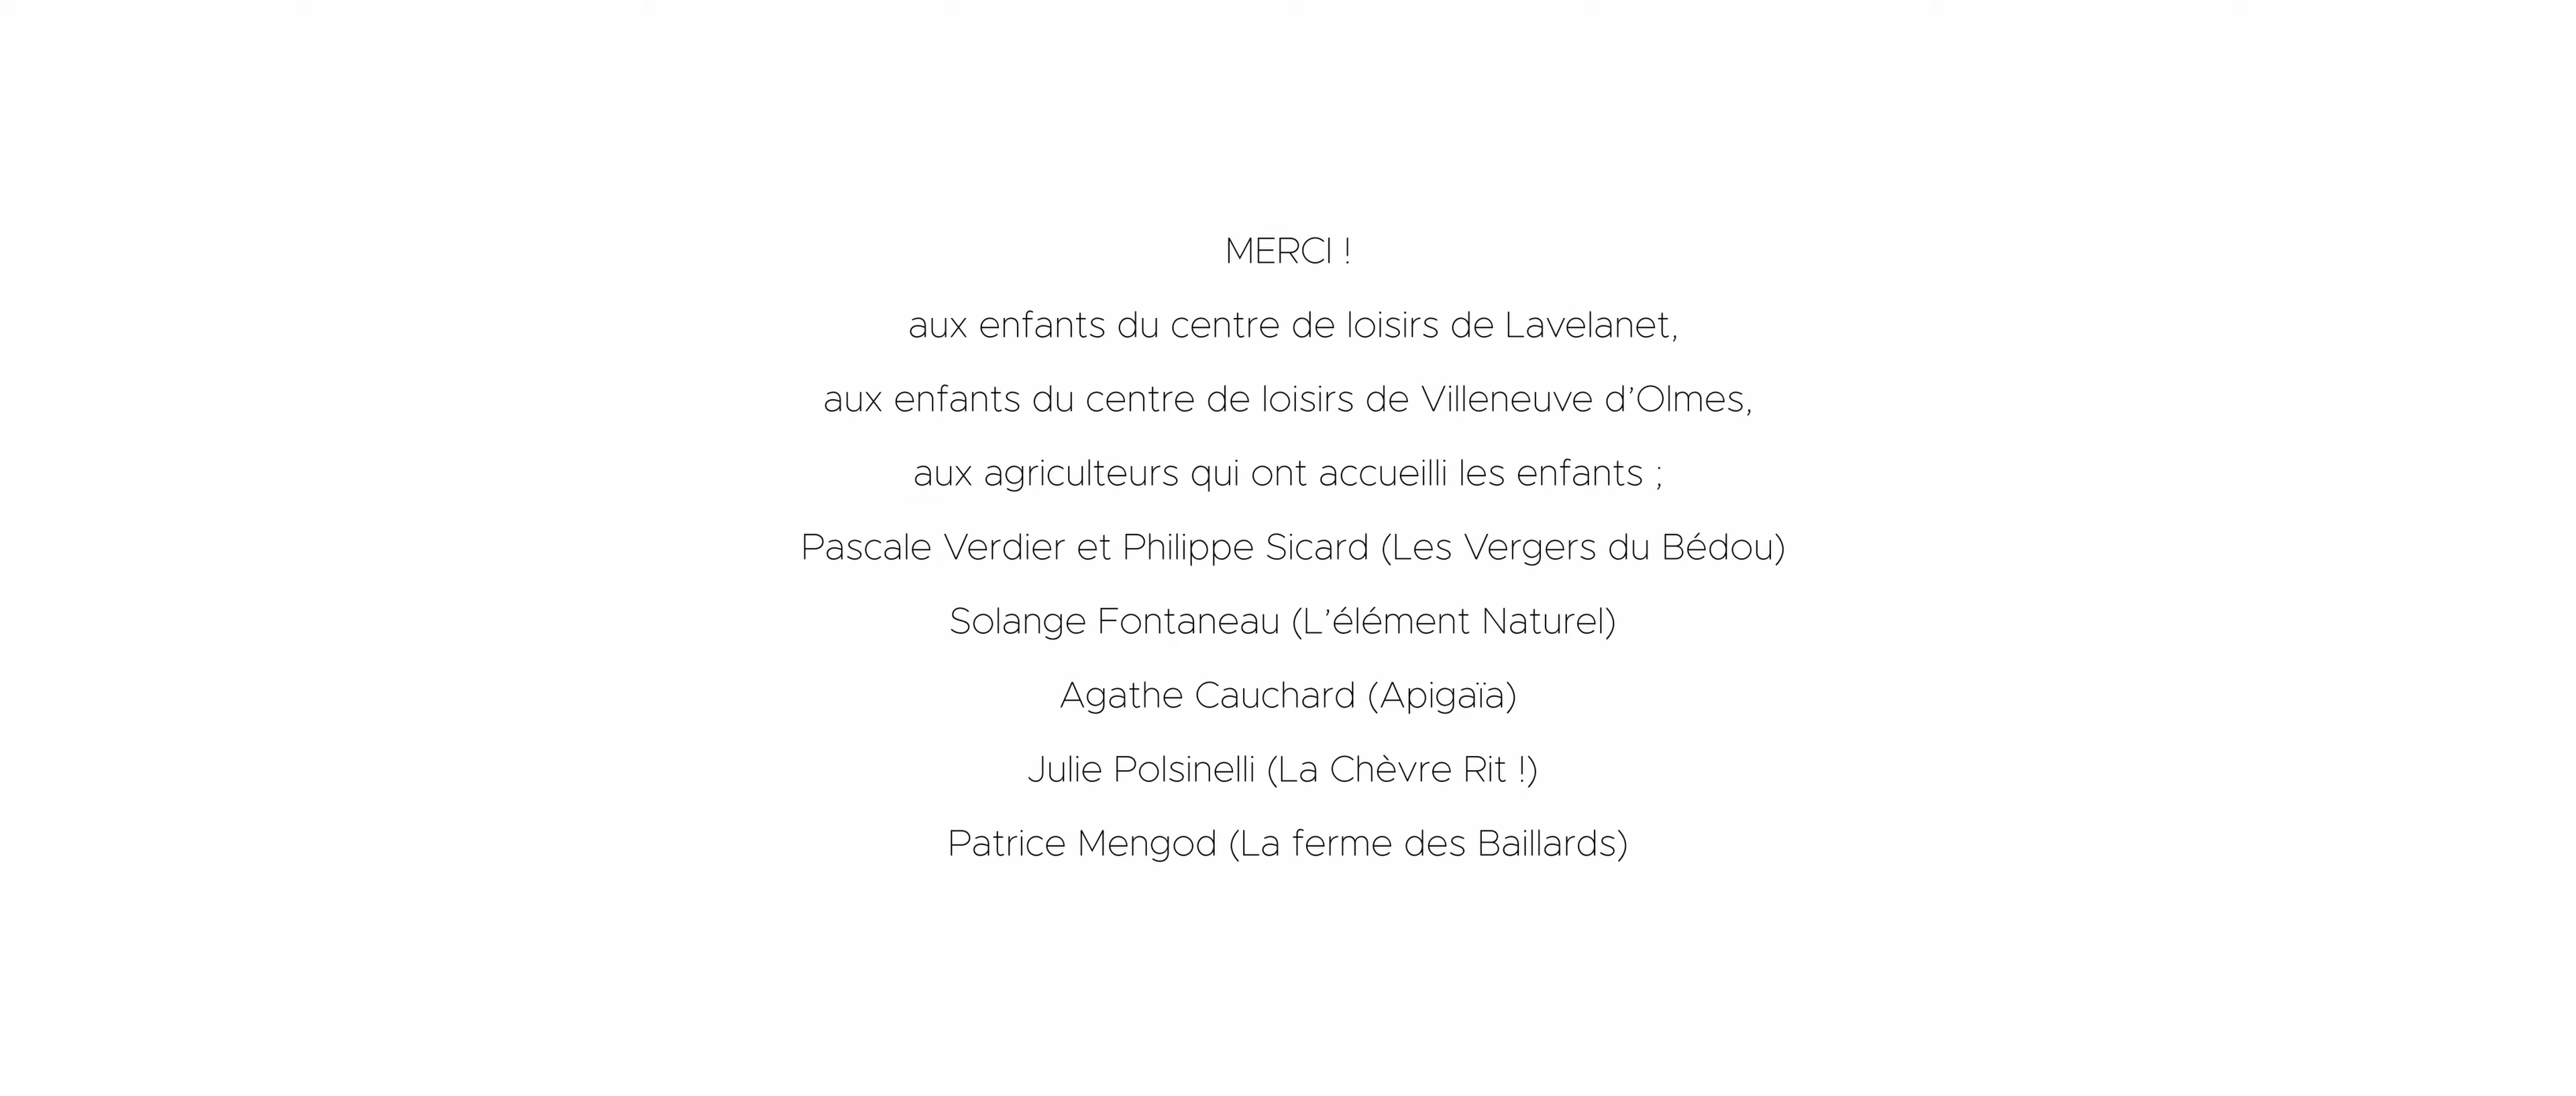 MERCI !
aux enfants du centre de loisirs de Lavelanet,
aux enfants du centre de loisirs de Villeneuve d’Olmes,
aux agriculteurs qui ont accueilli les enfants ;
Pascale Verdier et Philippe Sicard (Les Vergers du Bédou)
Solange Fontaneau (L’élément Naturel)
Agathe Cauchard (Apigaïa)
Julie Polsinelli (La Chèvre Rit !)
Patrice Mengod (La ferme des Baillards)